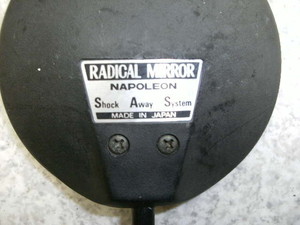 RADICAL MIRROR
NAPOLEON
Shock Away System
MADE IN JAPAN